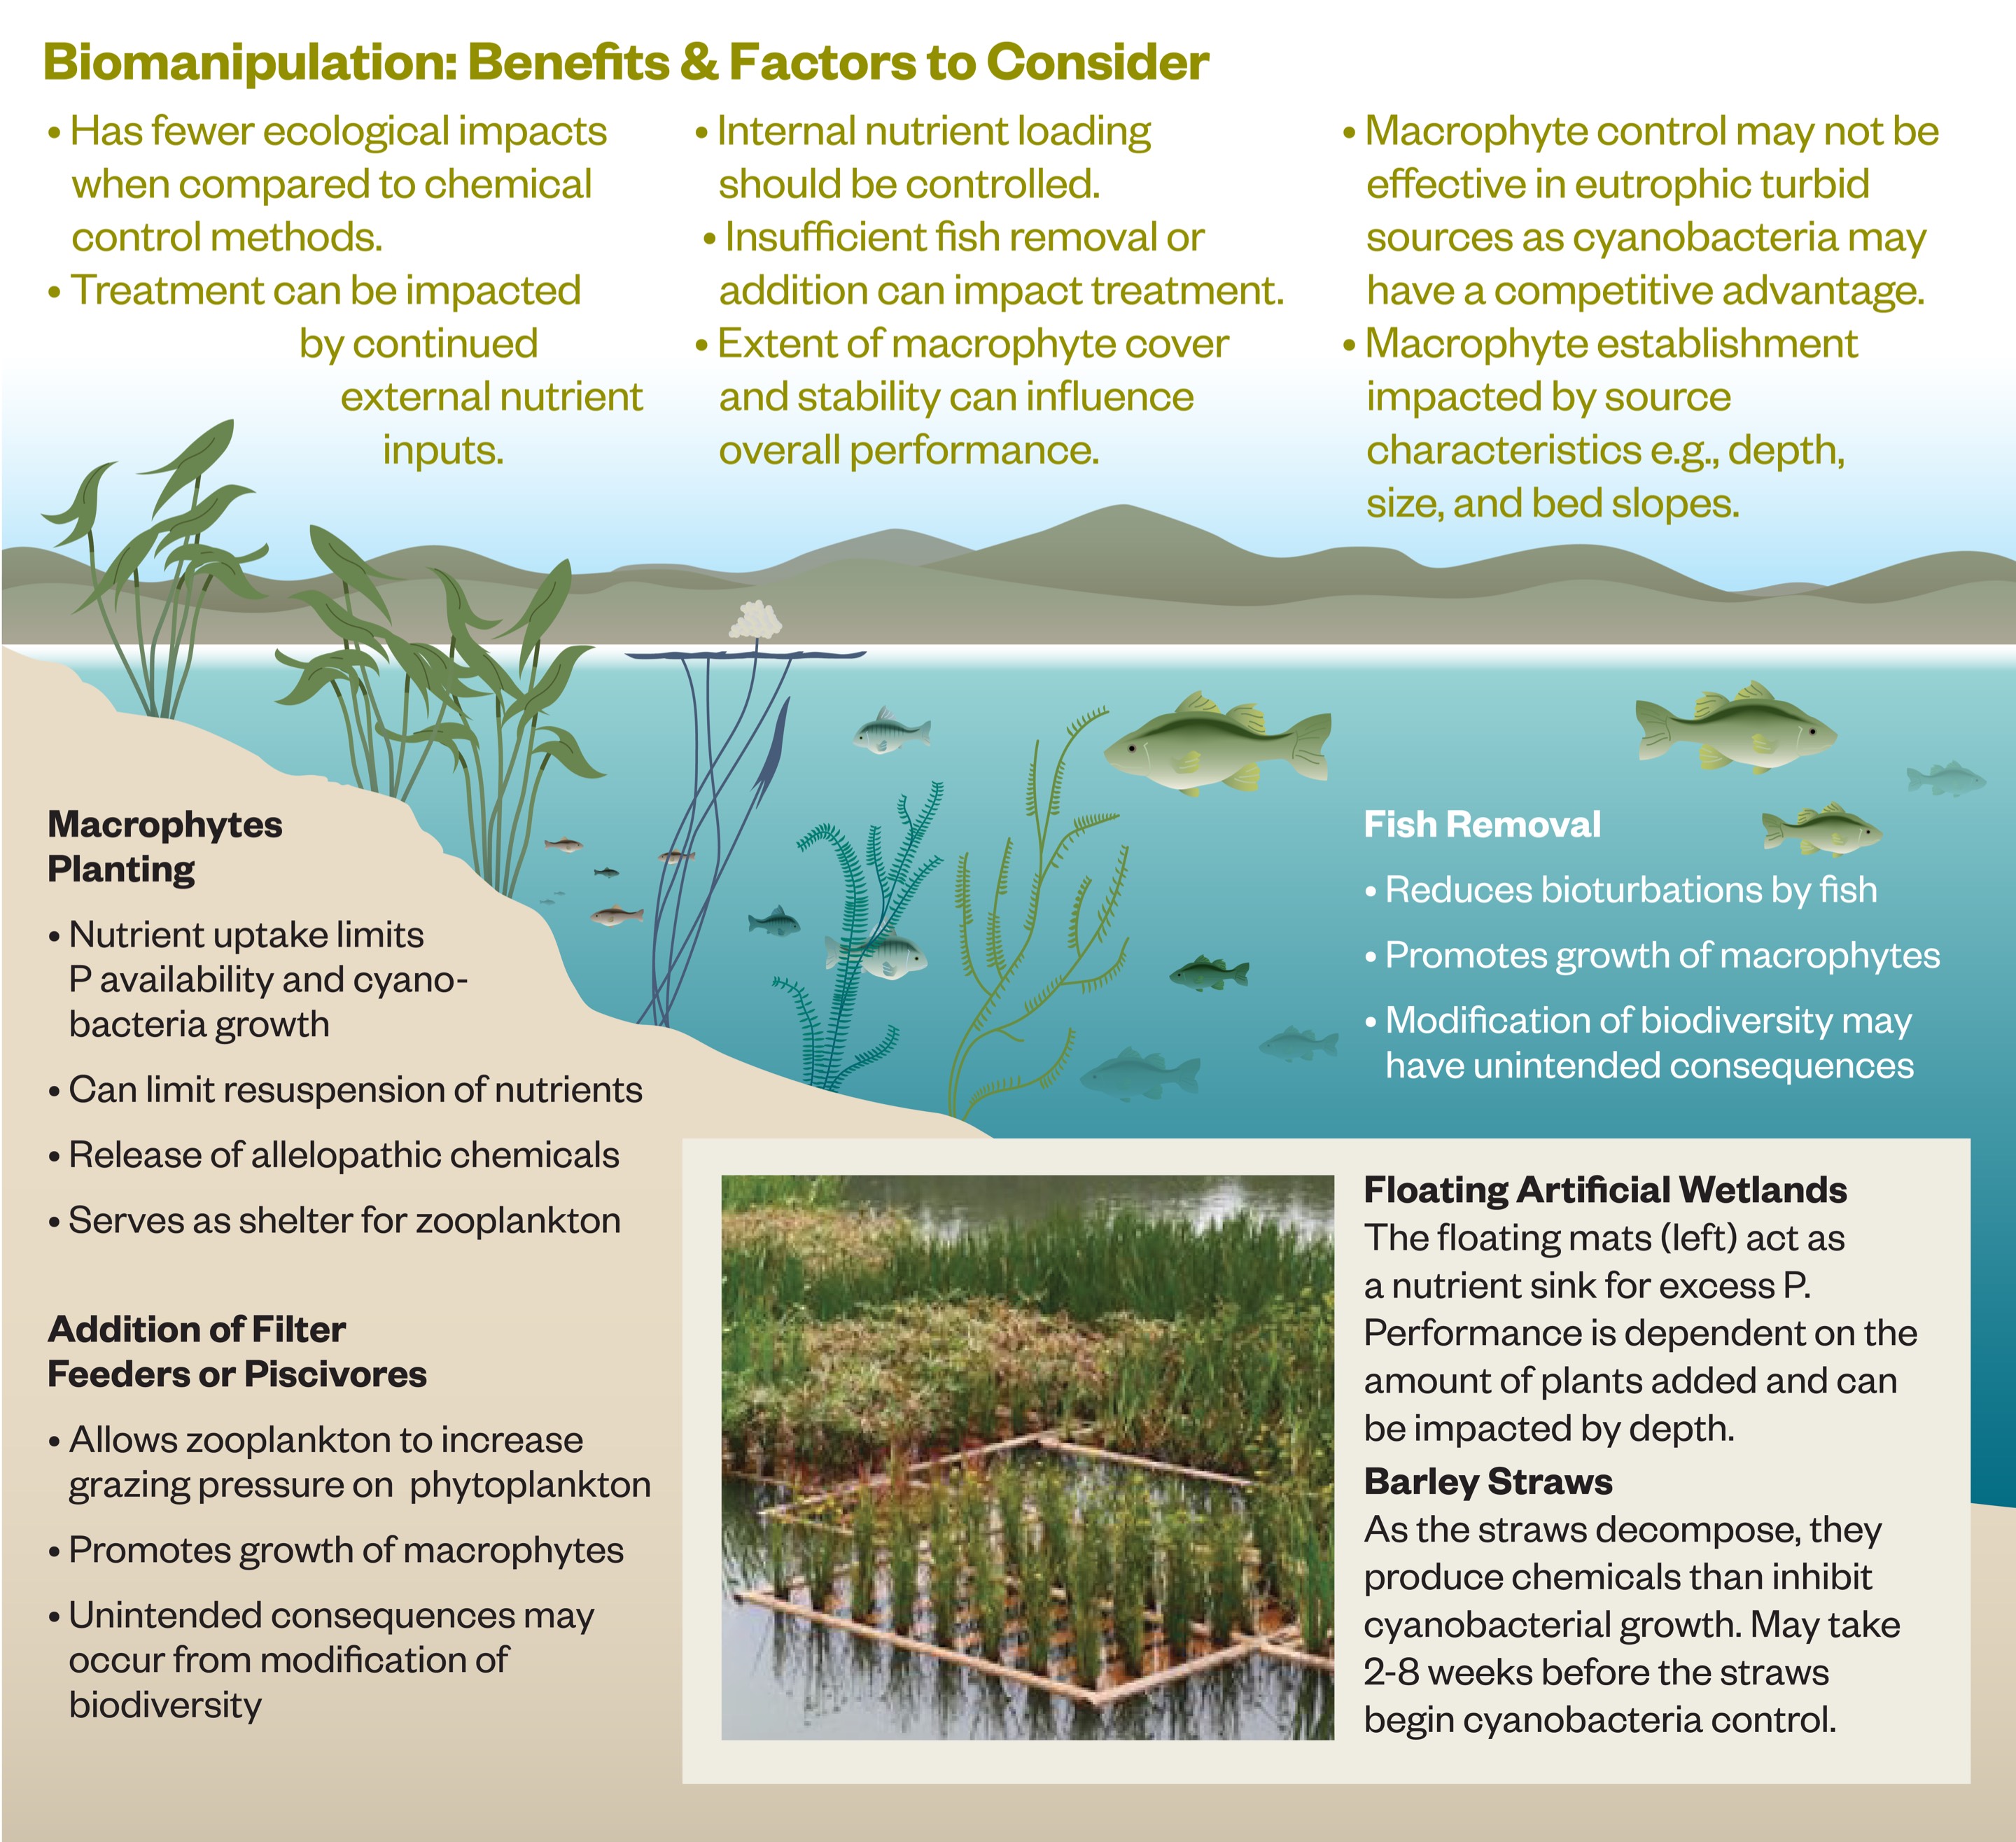 Biomanipulation: Benefits & Factors to Consider
• Has fewer ecological impacts
when compared to chemical
control methods.
• Treatment can be impacted
by continued
external nutrient
inputs.
• Internal nutrient loading
should be controlled.
• Insufficient fish removal or
addition can impact treatment.
• Extent of macrophyte cover
and stability can influence
overall performance.
• Macrophyte control may not be
effective in eutrophic turbid
sources as cyanobacteria may
have a competitive advantage.
• Macrophyte establishment
impacted by source
characteristics e.g., depth,
size, and bed slopes.
Macrophytes
Planting
• Nutrient uptake limits
P availability and cyano-
bacteria growth
• Can limit resuspension of nutrients
• Release of allelopathic chemicals
• Serves as shelter for zooplankton
Addition of Filter
Feeders or Piscivores
• Allows zooplankton to increase
grazing pressure on phytoplankton
• Promotes growth of macrophytes
• Unintended consequences may
occur from modification of
biodiversity
Fish Removal
• Reduces bioturbations by fish
• Promotes growth of macrophytes
• Modification of biodiversity may
have unintended consequences
Floating Artificial Wetlands
The floating mats (left) act as
a nutrient sink for excess P.
Performance is dependent on the
amount of plants added and can
be impacted by depth.
Barley Straws
As the straws decompose, they
produce chemicals than inhibit
cyanobacterial growth. May take
2-8 weeks before the straws
begin cyanobacteria control.